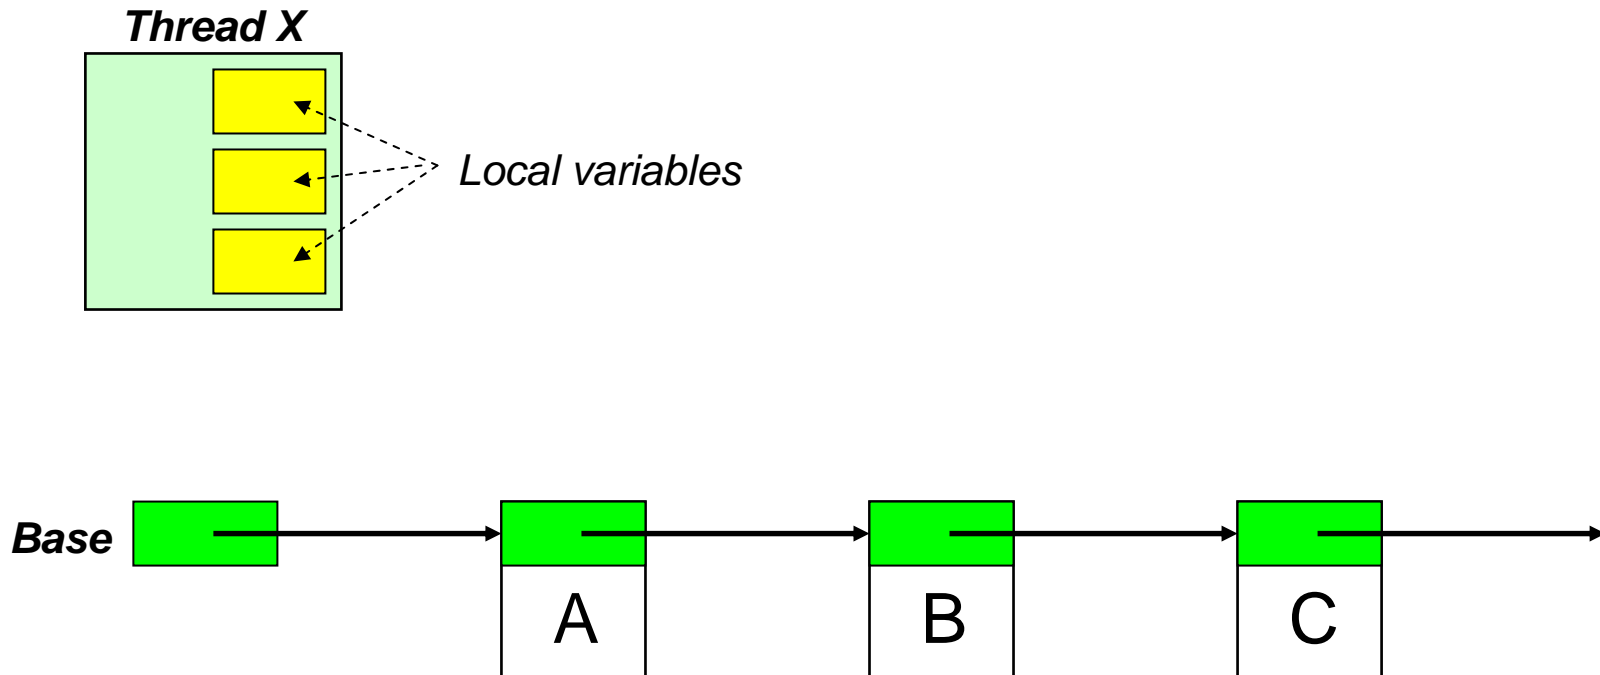 Thread X
Local variables
Base
A
B
C